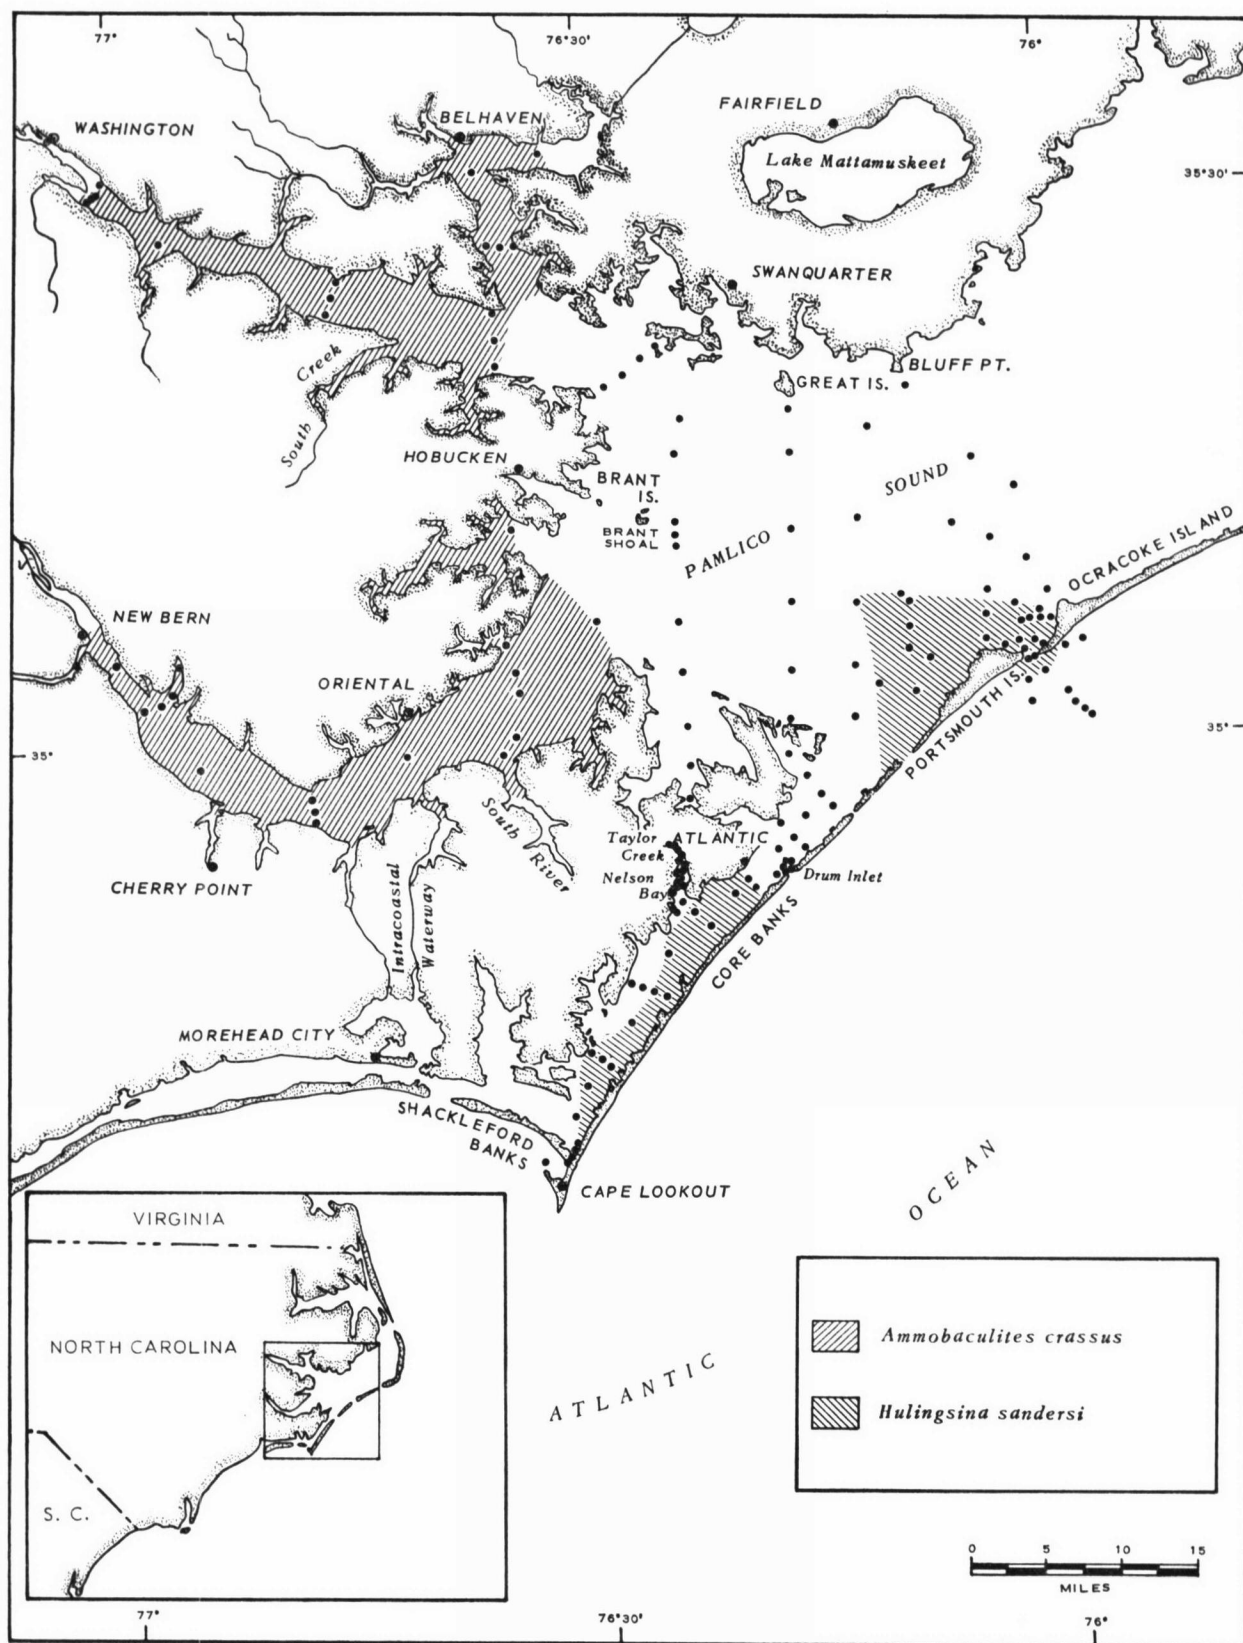 77°
76°30'
76°
BELHAVEN
FAIRFIELD
WASHINGTON
Lake Mattamuskeet
35°30'
SWANQUARTER
South Creek
BLUFF PT.
GREAT IS.
HOBUCKEN
BRANT
IS.
BRANT
SHOAL
PAMLICO SOUND
OCRACOKE ISLAND
NEW BERN
ORIENTAL
PORTSMOUTH IS.
35°
35°
South River
Taylor
Creek
ATLANTIC
Nelson
Bay
Drum Inlet
CHERRY POINT
Intracoastal
Waterway
CORE BANKS
MOREHEAD CITY
SHACKLEFORD
BANKS
CAPE LOOKOUT
ATLANTIC OCEAN
VIRGINIA
NORTH CAROLINA
S. C.
Ammobaculites crassus
Hulingsina sandersi
0 5 10 15
MILES
77°
76°30'
76°